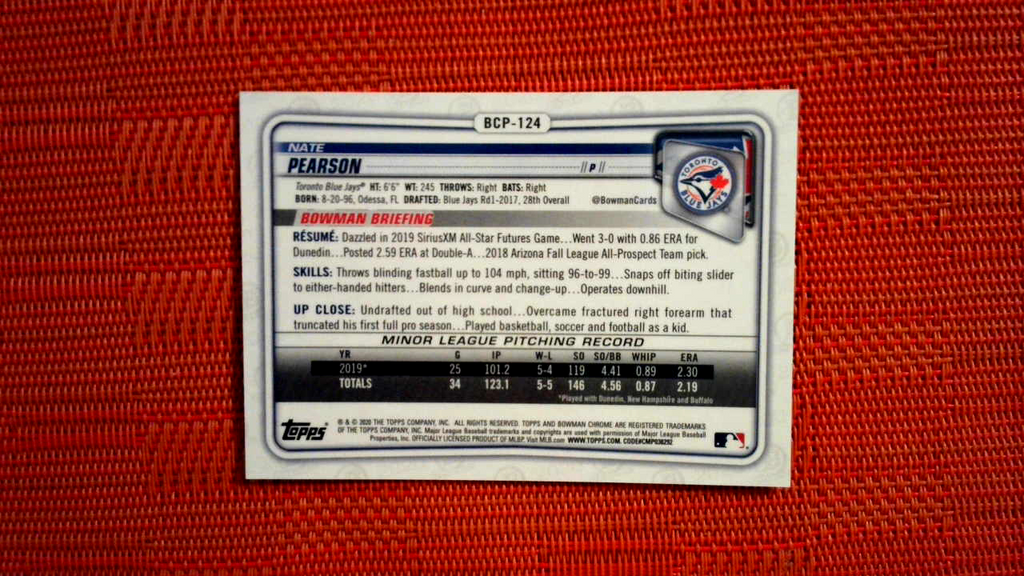 BCP-124
NATE
PEARSON // P //
TORONTO
BLUE JAYS
Toronto Blue Jays® HT: 6'6" WT: 245 THROWS: Right BATS: Right
BORN: 8-20-96, Odessa, FL DRAFTED: Blue Jays Rd1-2017, 28th Overall @BowmanCards
BOWMAN BRIEFING
RÉSUMÉ: Dazzled in 2019 SiriusXM All-Star Futures Game...Went 3-0 with 0.86 ERA for
Dunedin...Posted 2.59 ERA at Double-A...2018 Arizona Fall League All-Prospect Team pick.
SKILLS: Throws blinding fastball up to 104 mph, sitting 96-to-99...Snaps off biting slider
to either-handed hitters...Blends in curve and change-up...Operates downhill.
UP CLOSE: Undrafted out of high school...Overcame fractured right forearm that
truncated his first full pro season...Played basketball, soccer and football as a kid.
MINOR LEAGUE PITCHING RECORD
YR G IP W-L SO SO/BB WHIP ERA
2019* 25 101.2 5-4 119 4.41 0.89 2.30
TOTALS 34 123.1 5-5 146 4.56 0.87 2.19
*Played with Dunedin, New Hampshire and Buffalo
topps®
® & © 2020 THE TOPPS COMPANY, INC. ALL RIGHTS RESERVED. TOPPS AND BOWMAN CHROME ARE REGISTERED TRADEMARKS
OF THE TOPPS COMPANY, INC. Major League Baseball trademarks and copyrights are used with permission of Major League Baseball
Properties, Inc. OFFICIALLY LICENSED PRODUCT OF MLBP. Visit MLB.com WWW.TOPPS.COM. CODE#CMP038292